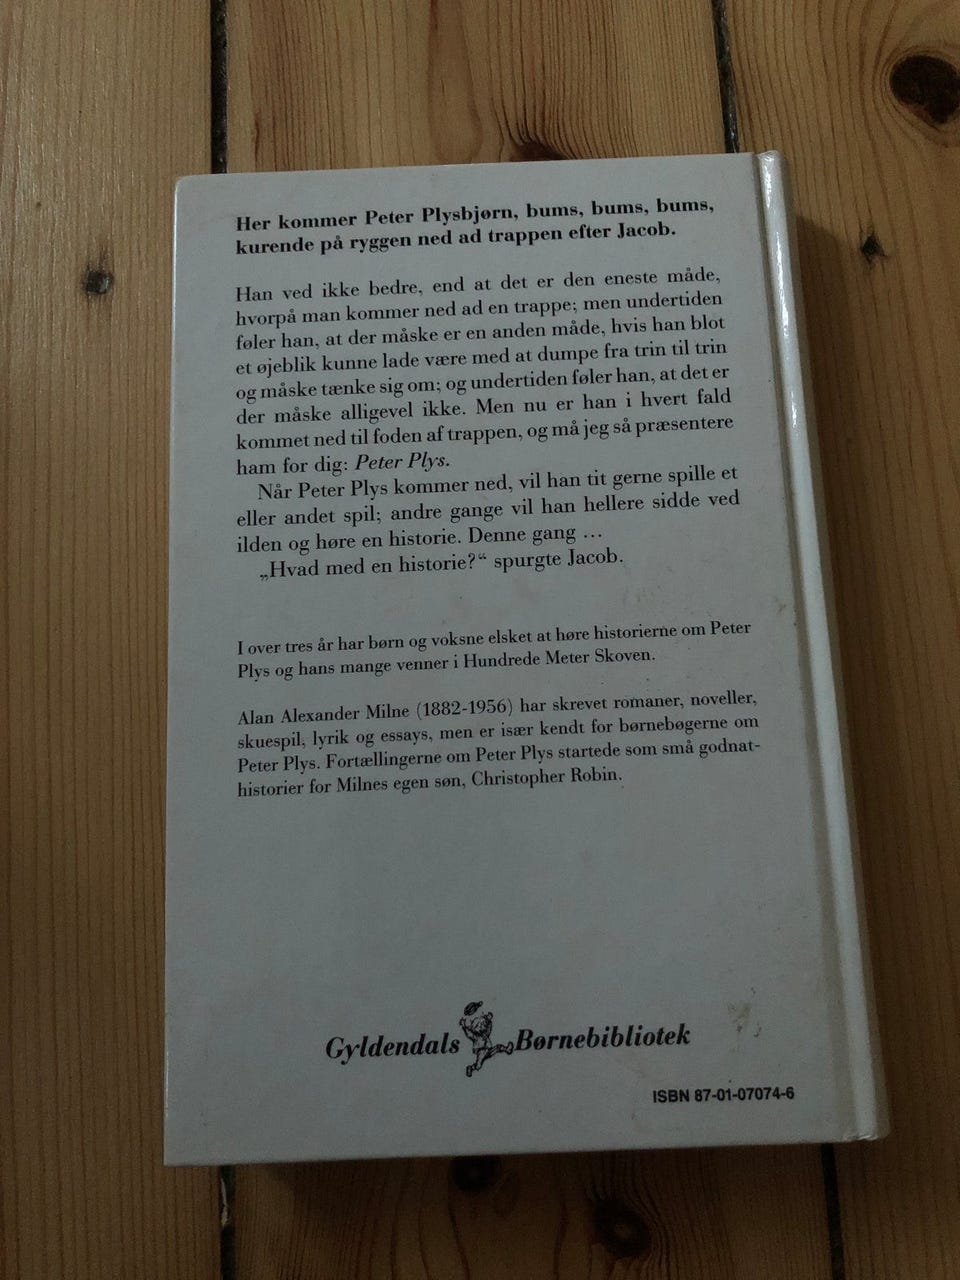 Her kommer Peter Plysbjørn, bums, bums, bums,
kurende på ryggen ned ad trappen efter Jacob.
Han ved ikke bedre, end at det er den eneste måde,
hvorpå man kommer ned ad en trappe; men undertiden
føler han, at der måske er en anden måde, hvis han blot
et øjeblik kunne lade være med at dumpe fra trin til trin
og måske tænke sig om; og undertiden føler han, at det er
der måske alligevel ikke. Men nu er han i hvert fald
kommet ned til foden af trappen, og må jeg så præsentere
ham for dig: Peter Plys.
Når Peter Plys kommer ned, vil han tit gerne spille et
eller andet spil; andre gange vil han hellere sidde ved
ilden og høre en historie. Denne gang ...
„Hvad med en historie?“ spurgte Jacob.
I over tres år har børn og voksne elsket at høre historierne om Peter
Plys og hans mange venner i Hundrede Meter Skoven.
Alan Alexander Milne (1882-1956) har skrevet romaner, noveller,
skuespil, lyrik og essays, men er især kendt for børnebøgerne om
Peter Plys. Fortællingerne om Peter Plys startede som små godnat-
historier for Milnes egen søn, Christopher Robin.
Gyldendals Børnebibliotek
ISBN 87-01-07074-6